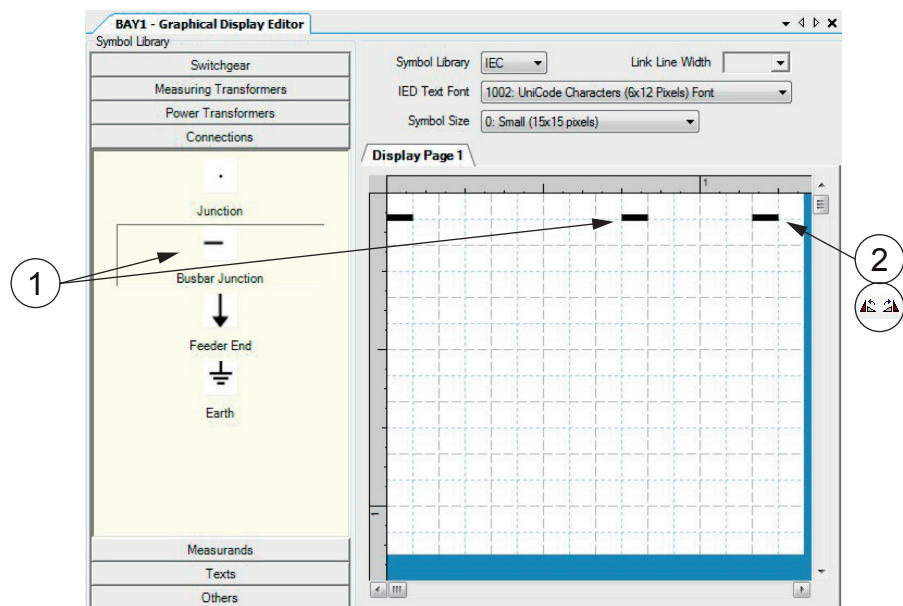 BAY1 - Graphical Display Editor
Symbol Library
Switchgear
Measuring Transformers
Power Transformers
Connections
Junction
Busbar Junction
Feeder End
Earth
Measurands
Texts
Others
Symbol Library IEC Link Line Width
IED Text Font 1002: UniCode Characters (6x12 Pixels) Font
Symbol Size 0: Small (15x15 pixels)
Display Page 1
1
1
1
2